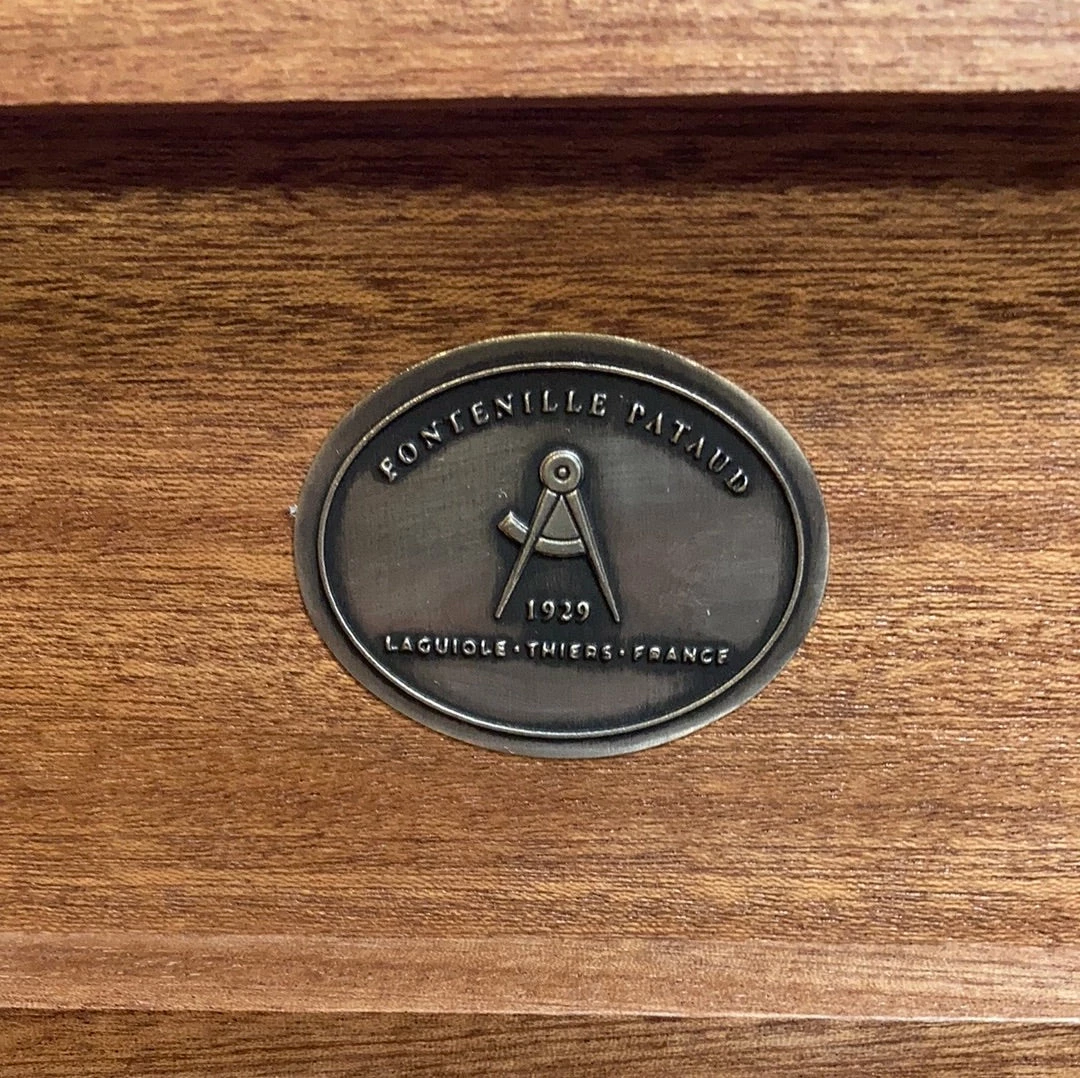 FONTENILLE PATAUD
1929
LAGUIOLE · THIERS · FRANCE